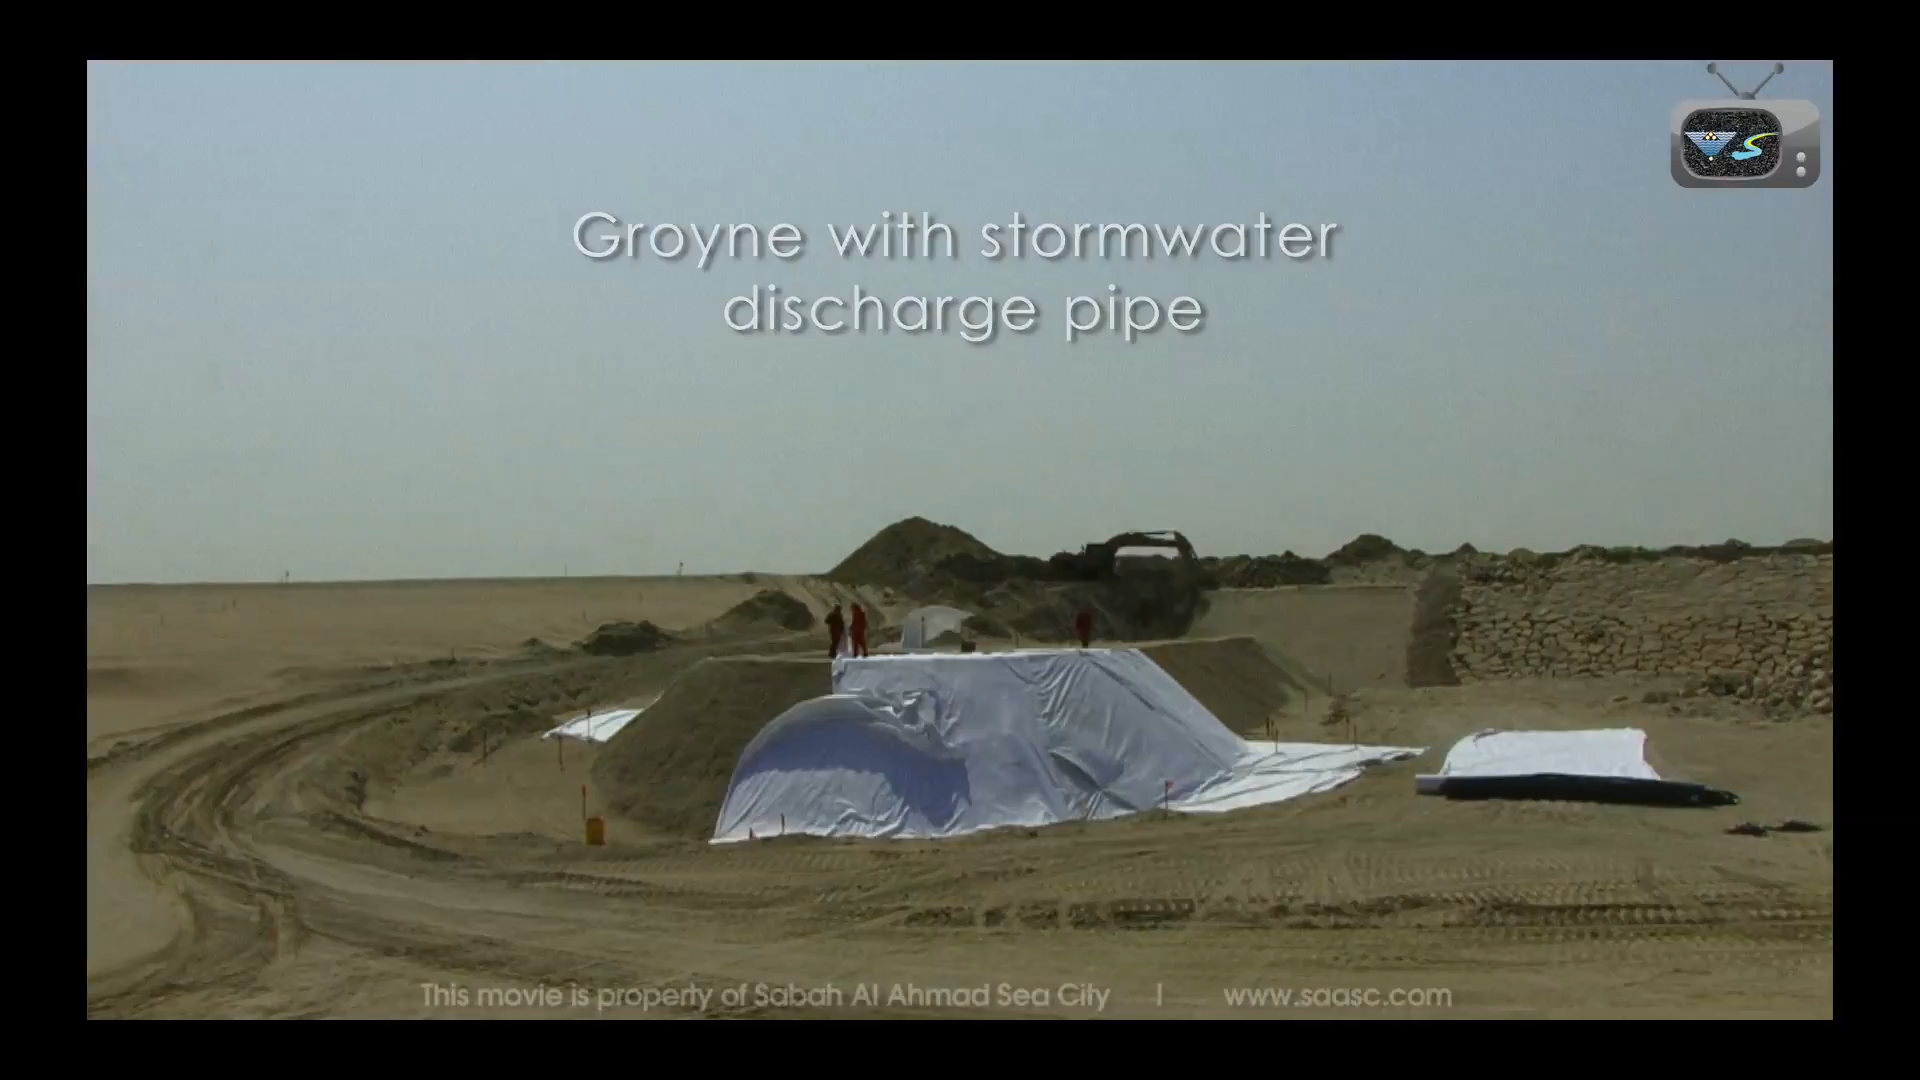 Groyne with stormwater
discharge pipe
This movie is property of Sabah Al Ahmad Sea City | www.saasc.com